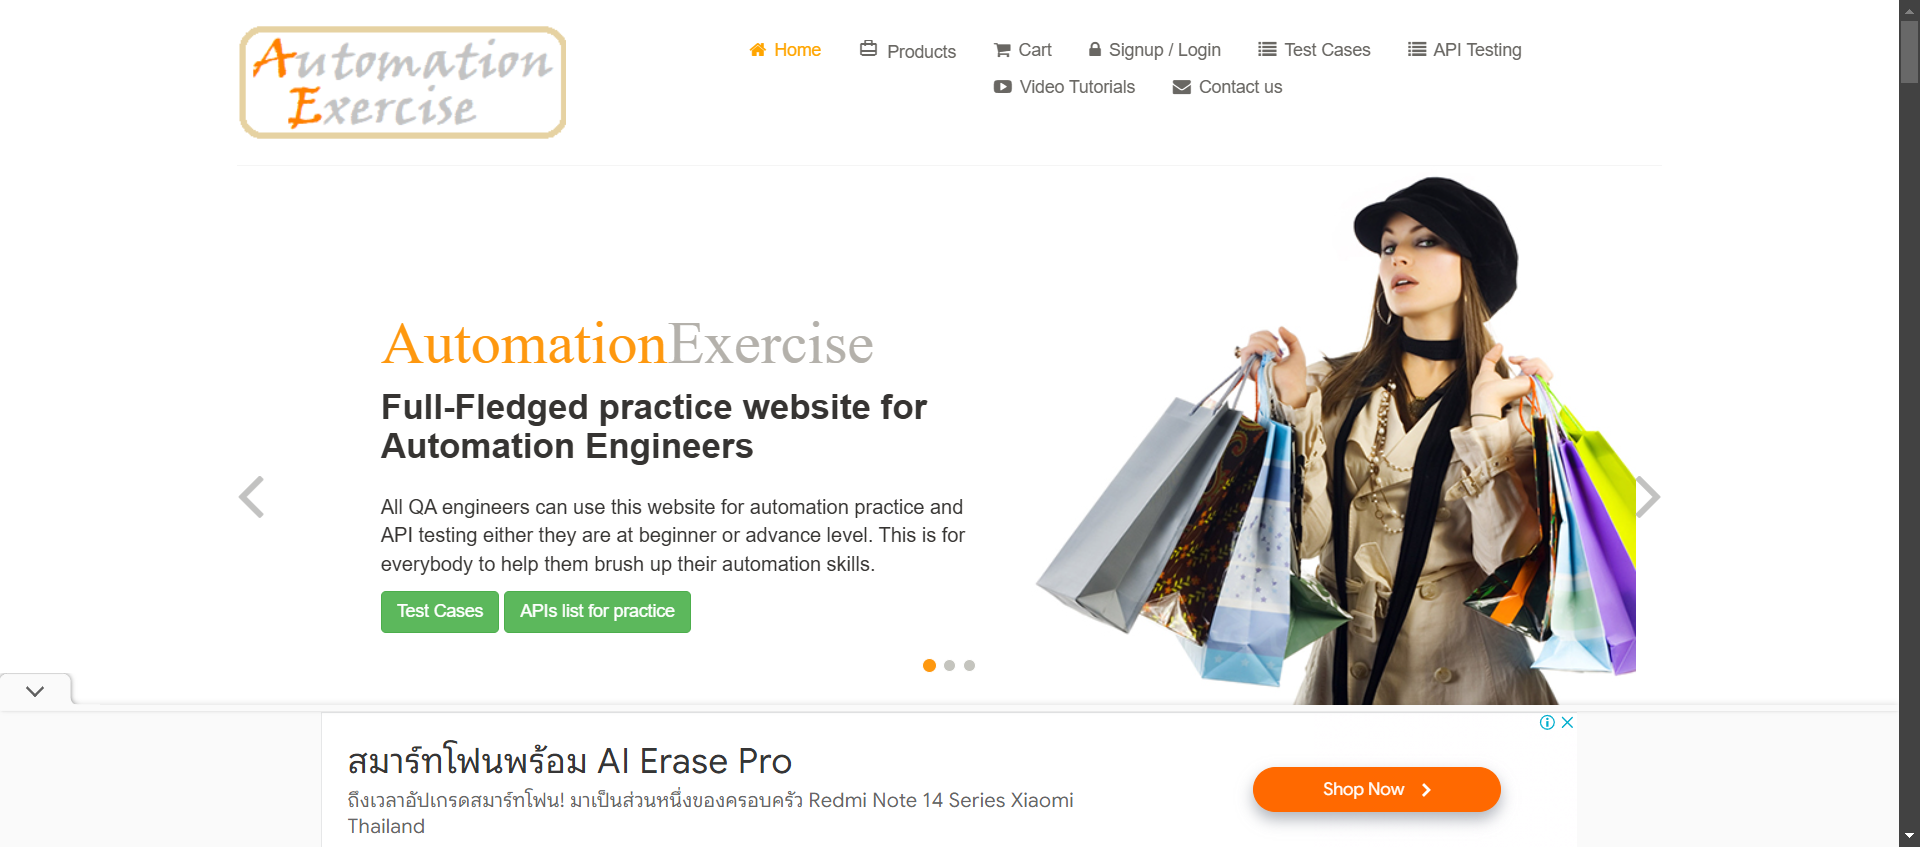 Automation
Exercise
Home
Products
Cart
Signup / Login
Test Cases
API Testing
Video Tutorials
Contact us
AutomationExercise
Full-Fledged practice website for
Automation Engineers
All QA engineers can use this website for automation practice and
API testing either they are at beginner or advance level. This is for
everybody to help them brush up their automation skills.
Test Cases
APIs list for practice
สมาร์ทโฟนพร้อม AI Erase Pro
ถึงเวลาอัปเกรดสมาร์ทโฟน! มาเป็นส่วนหนึ่งของครอบครัว Redmi Note 14 Series Xiaomi
Thailand
Shop Now